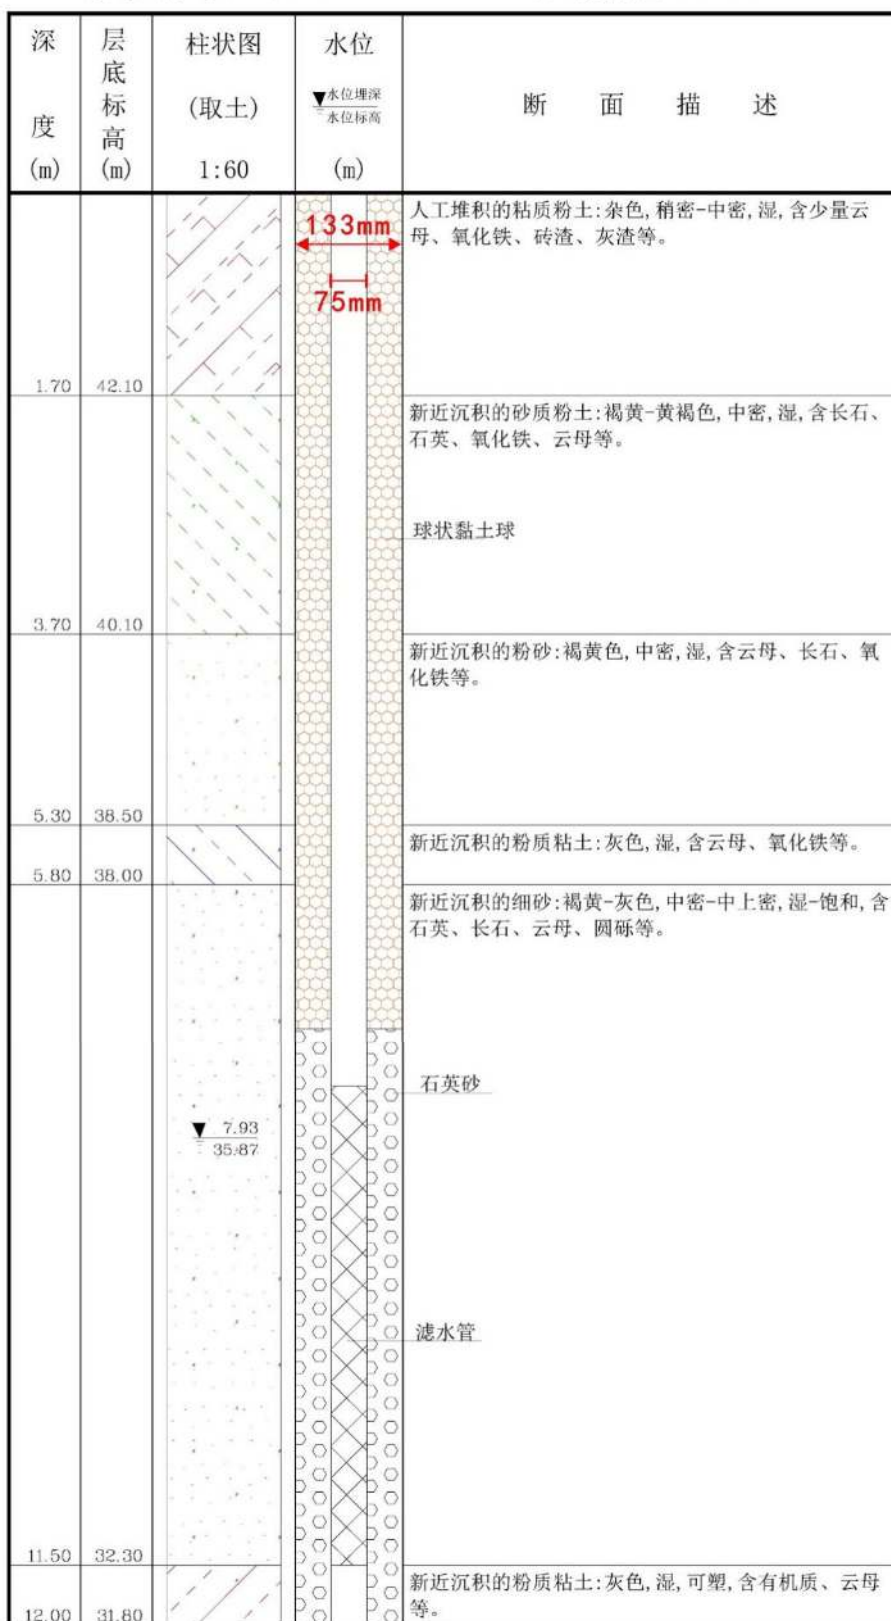 深度(m)
层底标高(m)
柱状图
(取土)
1:60
水位
▼水位埋深
水位标高
(m)
断面描述
133mm
75mm
人工堆积的粘质粉土:杂色,稍密-中密,湿,含少量云
母、氧化铁、砖渣、灰渣等。
1.70 42.10
新近沉积的砂质粉土:褐黄-黄褐色,中密,湿,含长石、
石英、氧化铁、云母等。
球状黏土球
3.70 40.10
新近沉积的粉砂:褐黄色,中密,湿,含云母、长石、氧
化铁等。
5.30 38.50
新近沉积的粉质粘土:灰色,湿,含云母、氧化铁等。
5.80 38.00
新近沉积的细砂:褐黄-灰色,中密-中上密,湿-饱和,含
石英、长石、云母、圆砾等。
石英砂
▼ 7.93
35.87
滤水管
11.50 32.30
新近沉积的粉质粘土:灰色,湿,可塑,含有机质、云母
等。
12.00 31.80